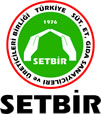 TÜRKİYE SÜT, ET, GIDA SANAYİCİLERİ VE ÜRETİCİLERİ BİRLİĞİ
1976
SETBİR
SETBİR